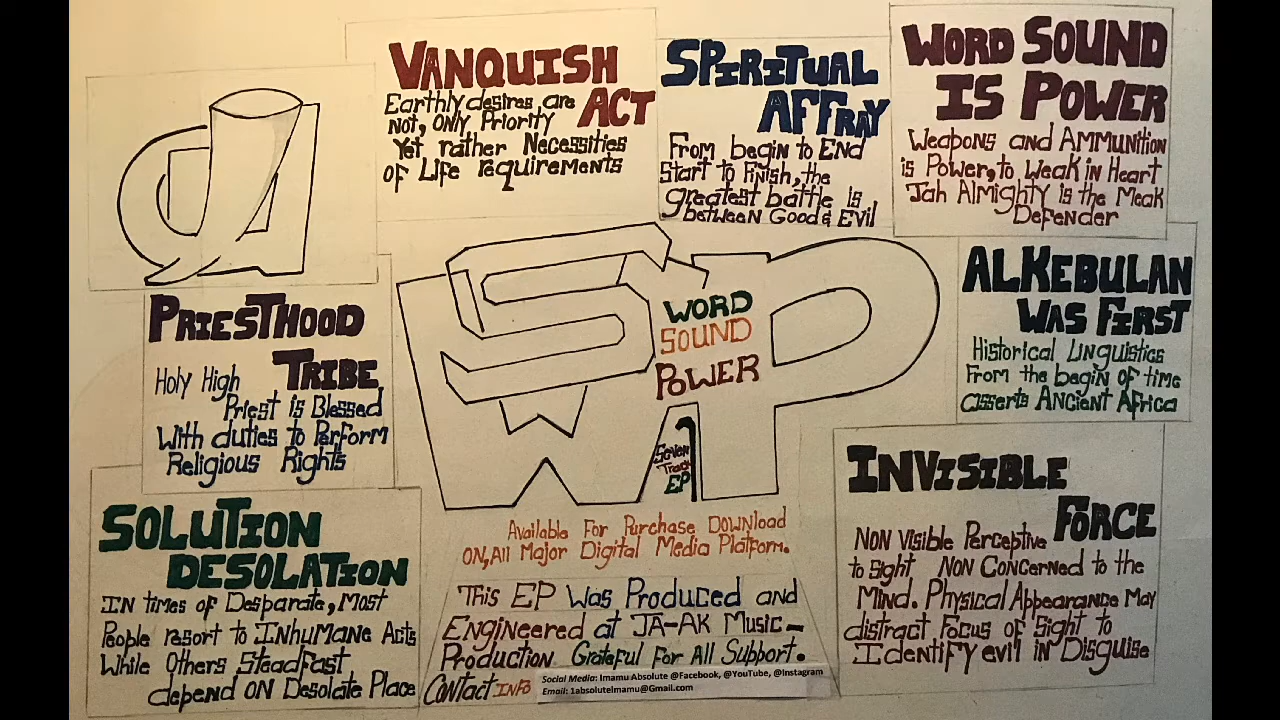 VANQUISH
ACT
Earthly desires are
Not, Only Priority
Yet rather Necessities
of Life requirements
SPIRITUAL
AFFRAY
From begin to End
Start to Finish, the
greatest battle is
between Good & Evil
WORD SOUND
IS POWER
Weapons and Ammunition
is Power, to Weak in Heart
Jah Almighty is the Meak
Defender
PRIESTHOOD
TRIBE
Holy High
Priest is Blessed
With duties to Perform
Religious Rights
WORD
SOUND
POWER
Seven
Track
EP
ALKEBULAN
WAS FIRST
Historical Linguistics
From the begin of time
asserts Ancient Africa
SOLUTION
DESOLATION
In times of Desparate, Most
People resort to Inhumane Acts
While Others Steadfast
depend on Desolate Place
INVISIBLE
FORCE
Non Visible Perceptive
to Sight Non Concerned to the
Mind. Physical Appearance May
distract Focus of Sight to
Identify evil in Disguise
Available For Purchase Download
On, All Major Digital Media Platform.
This EP Was Produced and
Engineered at JA-AK Music-
Production Grateful For All Support.
Contact Info
Social Media: Imamu Absolute @Facebook, @YouTube, @Instagram
Email: 1absoluteImamu@Gmail.com